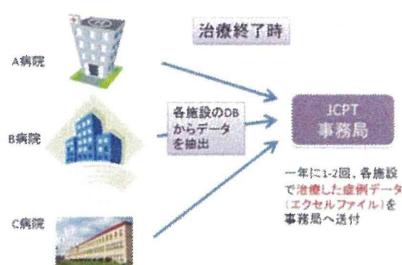 治療終了時
A病院
B病院
C病院
各施設のDB
からデータ
を抽出
JCPT
事務局
一年に1-2回、各施設
で治療した症例データ
(エクセルファイル)を
事務局へ送付